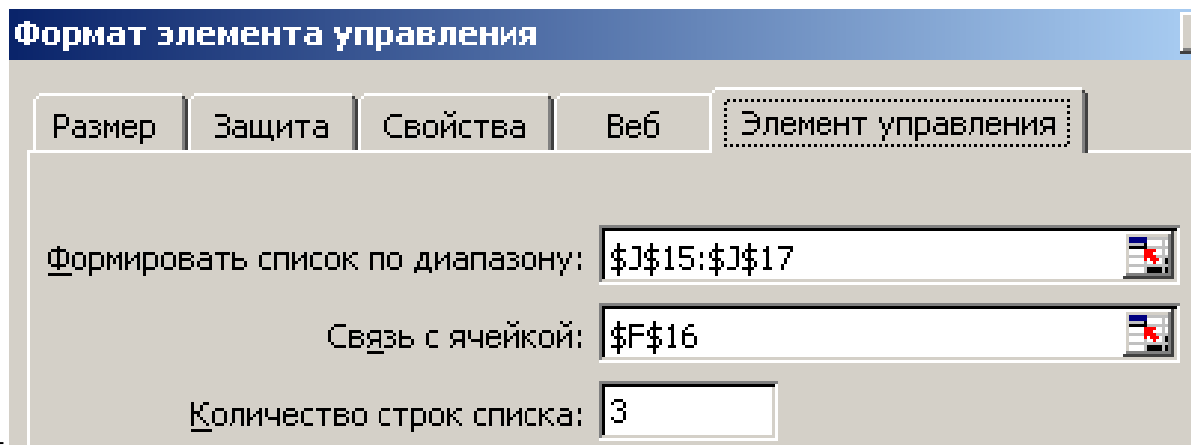 Формат элемента управления
Размер Защита Свойства Веб Элемент управления
Формировать список по диапазону: $J$15:$J$17
Связь с ячейкой: $F$16
Количество строк списка: 3